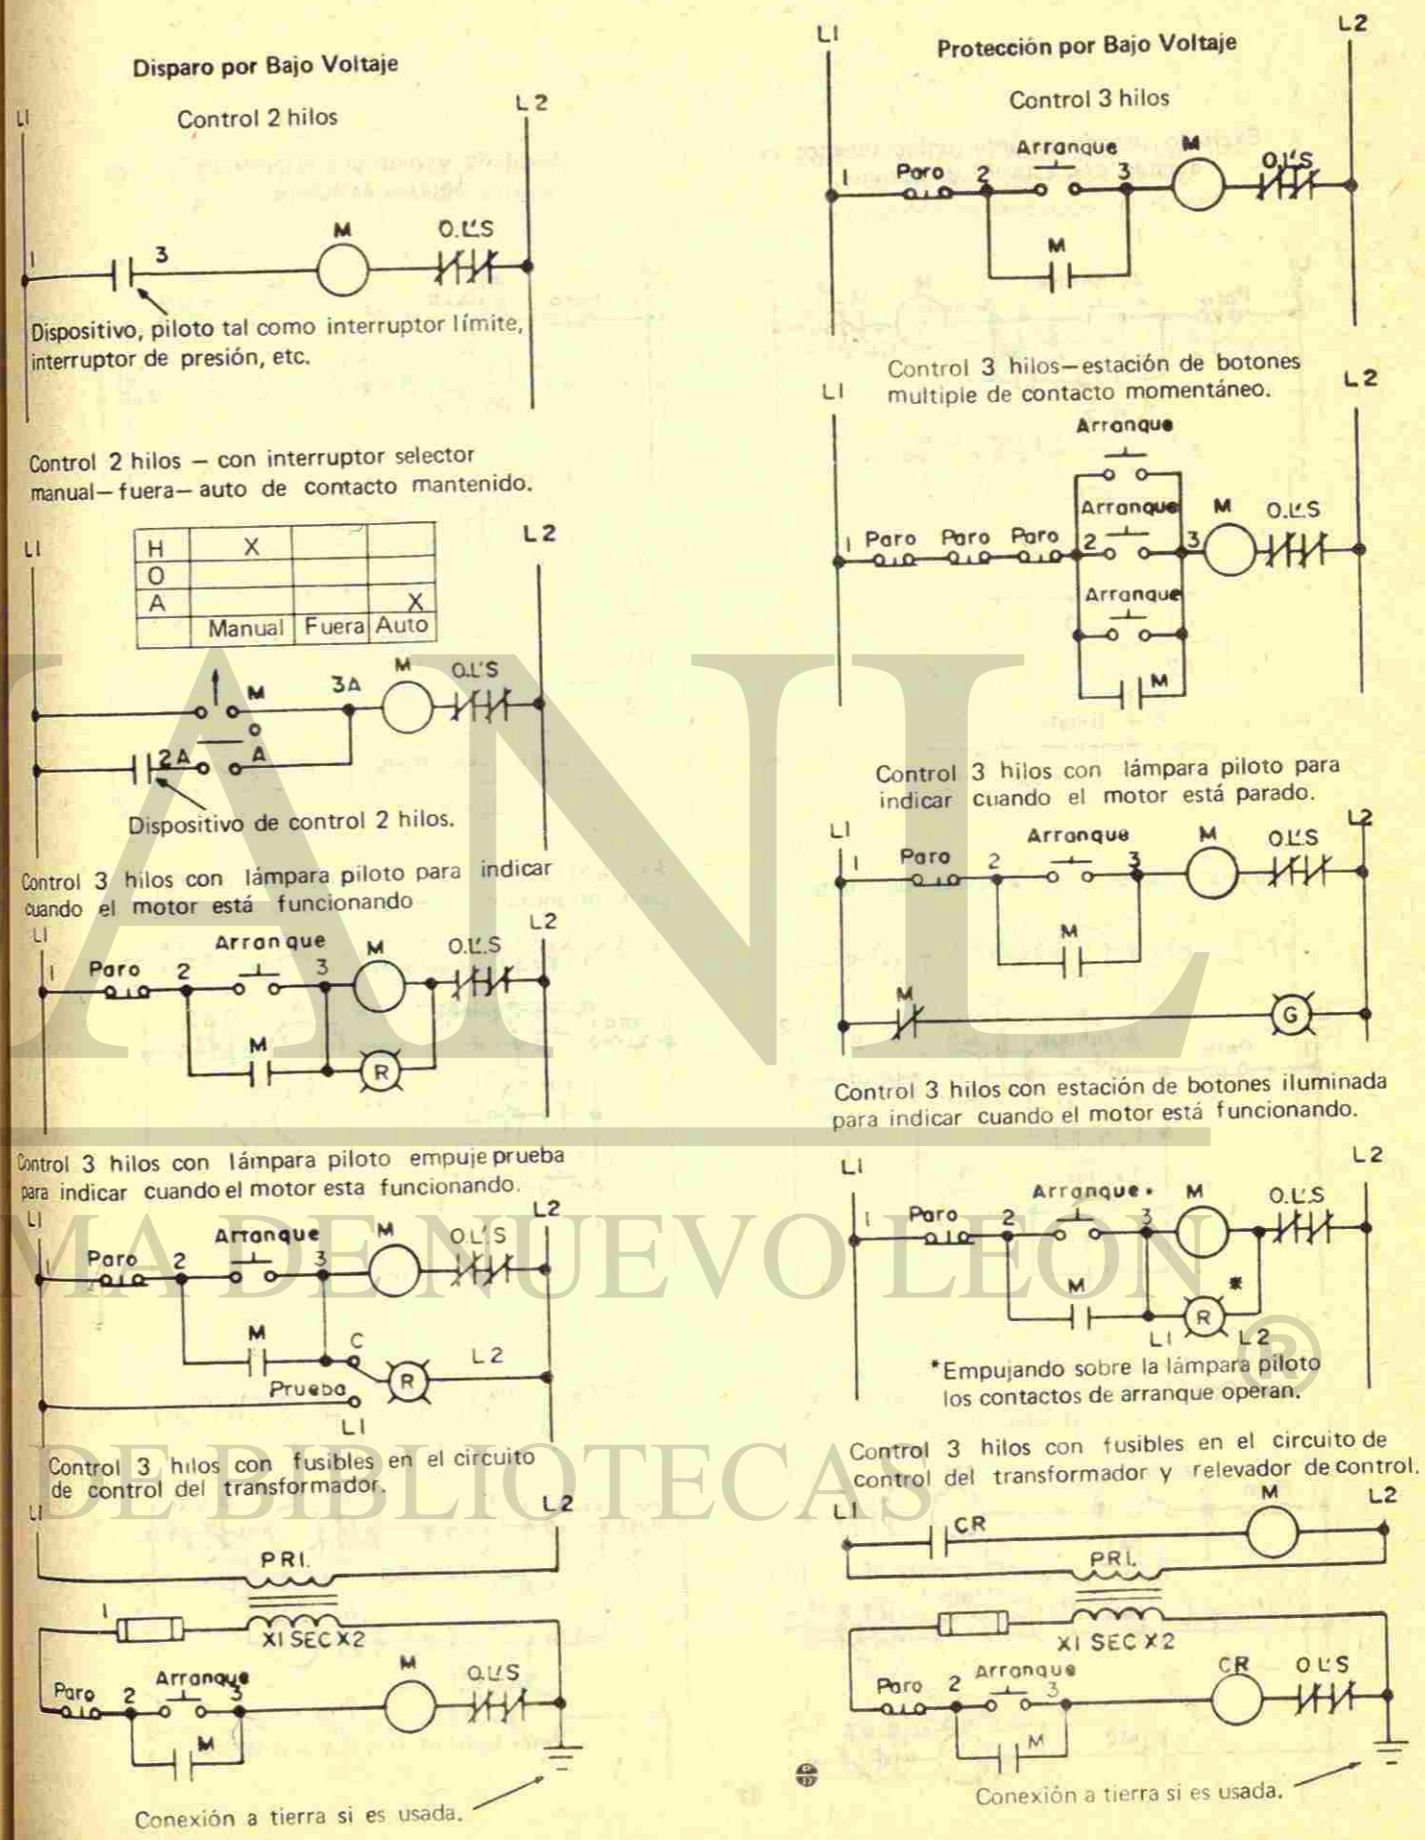 Disparo por Bajo Voltaje
Control 2 hilos
L1
L2
1
3
M
O.L'S
Dispositivo, piloto tal como interruptor límite,
interruptor de presión, etc.
Control 2 hilos – con interruptor selector
manual–fuera–auto de contacto mantenido.
L1
L2
H X
O
A X
Manual Fuera Auto
M
3A
M
O.L'S
O
2A
A
Dispositivo de control 2 hilos.
Control 3 hilos con lámpara piloto para indicar
cuando el motor está funcionando
L1
L2
1
Paro
2
Arranque
3
M
O.L'.S
M
R
Control 3 hilos con lámpara piloto empuje prueba
para indicar cuando el motor esta funcionando.
L1
L2
1
Paro
2
Arranque
3
M
O.L'S
M
C
R
L2
Prueba
L1
Control 3 hilos con fusibles en el circuito
de control del transformador.
L1
L2
PRI.
1
X1 SEC X2
Paro
2
Arranque
3
M
O.L'S
M
Conexión a tierra si es usada.
Protección por Bajo Voltaje
Control 3 hilos
L1
L2
1
Paro
2
Arranque
3
M
O.L'S
M
Control 3 hilos–estación de botones
multiple de contacto momentáneo.
L1
L2
Arranque
Arranque
1
Paro
Paro
Paro
2
3
M
O.L'.S
Arranque
M
Control 3 hilos con lámpara piloto para
indicar cuando el motor está parado.
L1
L2
1
Paro
2
Arranque
3
M
O.L'S
M
M
G
Control 3 hilos con estación de botones iluminada
para indicar cuando el motor está funcionando.
L1
L2
1
Paro
2
Arranque.
3
M
O.L'.S
M
*
R
L1
L2
*Empujando sobre la lámpara piloto
los contactos de arranque operan.
Control 3 hilos con fusibles en el circuito de
control del transformador y relevador de control.
L1
L2
CR
M
PRI.
X1 SEC X2
Paro
2
Arranque
3
CR
O L'S
M
Conexión a tierra si es usada.
ANL
MA DE NUEVO LEÓN
®
DE BIBLIOTECAS